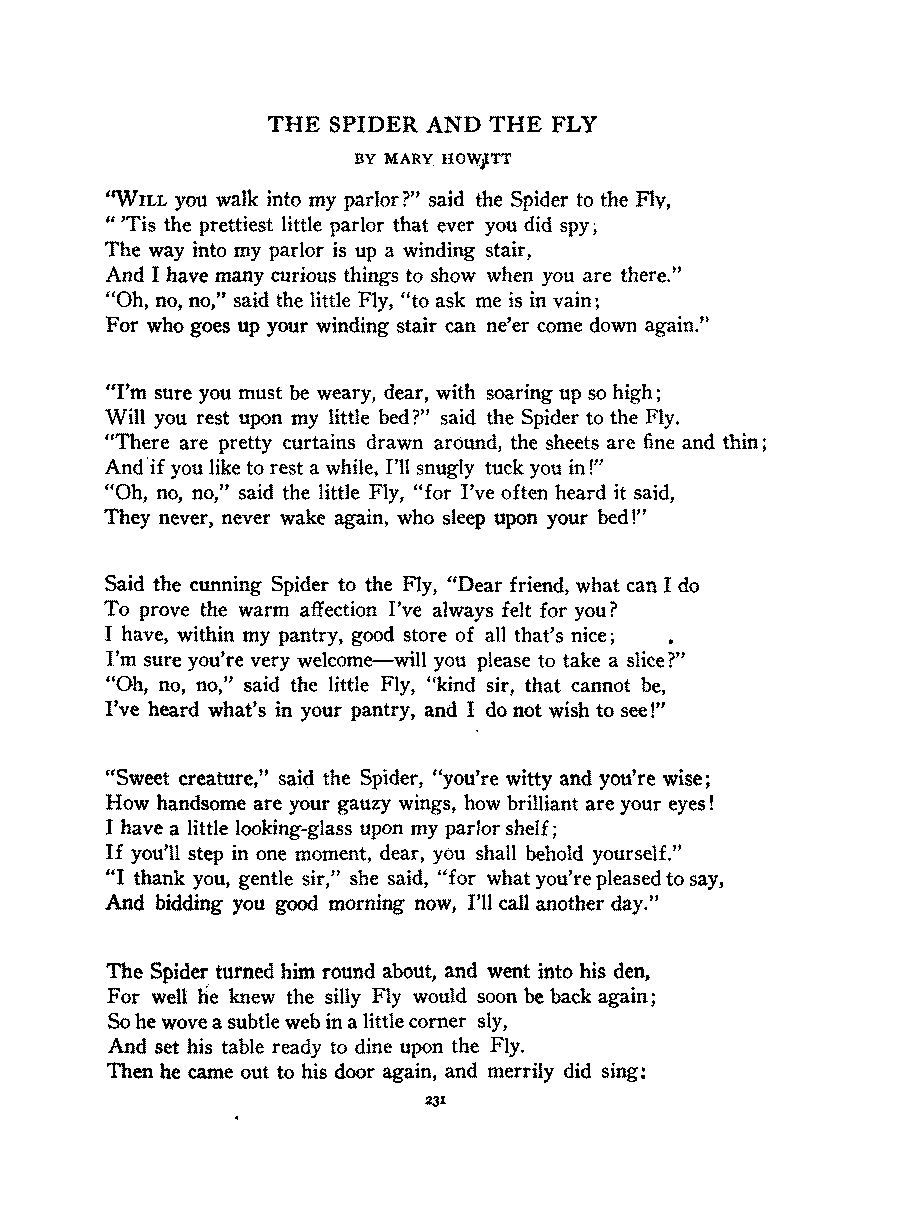 THE SPIDER AND THE FLY
BY MARY HOWITT
“WILL you walk into my parlor?” said the Spider to the Fly,
“ ’Tis the prettiest little parlor that ever you did spy;
The way into my parlor is up a winding stair,
And I have many curious things to show when you are there.”
“Oh, no, no,” said the little Fly, “to ask me is in vain;
For who goes up your winding stair can ne’er come down again.”
“I’m sure you must be weary, dear, with soaring up so high;
Will you rest upon my little bed?” said the Spider to the Fly.
“There are pretty curtains drawn around, the sheets are fine and thin;
And if you like to rest a while, I’ll snugly tuck you in!”
“Oh, no, no,” said the little Fly, “for I’ve often heard it said,
They never, never wake again, who sleep upon your bed!”
Said the cunning Spider to the Fly, “Dear friend, what can I do
To prove the warm affection I’ve always felt for you?
I have, within my pantry, good store of all that’s nice;
I’m sure you’re very welcome—will you please to take a slice?”
“Oh, no, no,” said the little Fly, “kind sir, that cannot be,
I’ve heard what’s in your pantry, and I do not wish to see!”
“Sweet creature,” said the Spider, “you’re witty and you’re wise;
How handsome are your gauzy wings, how brilliant are your eyes!
I have a little looking-glass upon my parlor shelf;
If you’ll step in one moment, dear, you shall behold yourself.”
“I thank you, gentle sir,” she said, “for what you’re pleased to say,
And bidding you good morning now, I’ll call another day.”
The Spider turned him round about, and went into his den,
For well he knew the silly Fly would soon be back again;
So he wove a subtle web in a little corner sly,
And set his table ready to dine upon the Fly.
Then he came out to his door again, and merrily did sing:
231